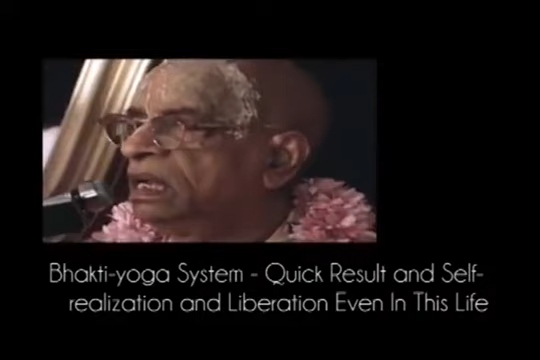 Bhakti-yoga System - Quick Result and Self-
realization and Liberation Even In This Life